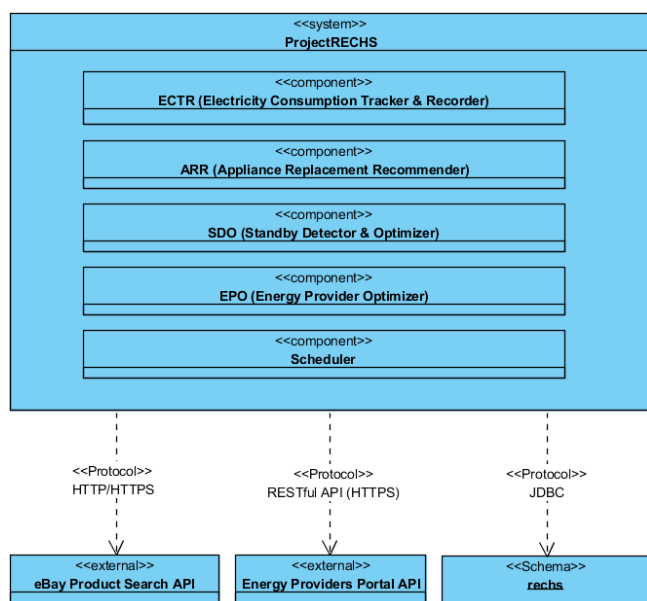 <<system>>
ProjectRECHS
<<component>>
ECTR (Electricity Consumption Tracker & Recorder)
<<component>>
ARR (Appliance Replacement Recommender)
<<component>>
SDO (Standby Detector & Optimizer)
<<component>>
EPO (Energy Provider Optimizer)
<<component>>
Scheduler
<<Protocol>>
HTTP/HTTPS
<<Protocol>>
RESTful API (HTTPS)
<<Protocol>>
JDBC
<<external>>
eBay Product Search API
<<external>>
Energy Providers Portal API
<<Schema>>
rechs